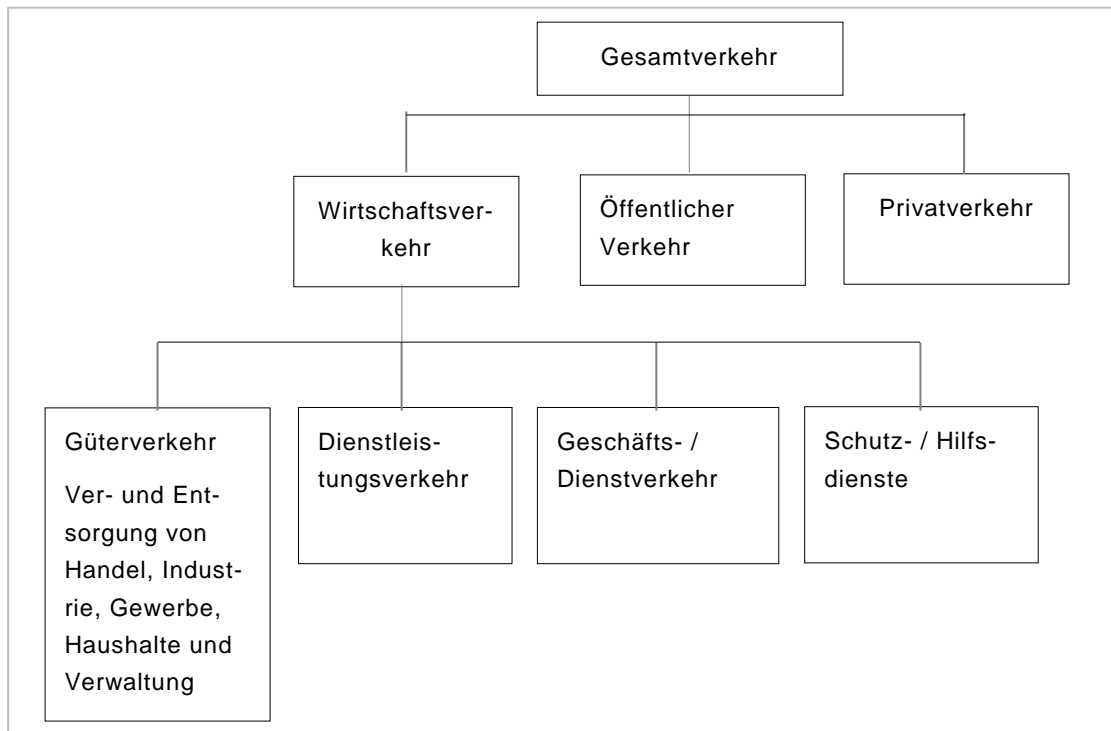 Gesamtverkehr
Wirtschaftsver-
kehr
Öffentlicher
Verkehr
Privatverkehr
Güterverkehr
Ver- und Ent-
sorgung von
Handel, Indust-
rie, Gewerbe,
Haushalte und
Verwaltung
Dienstleis-
tungsverkehr
Geschäfts- /
Dienstverkehr
Schutz- / Hilfs-
dienste